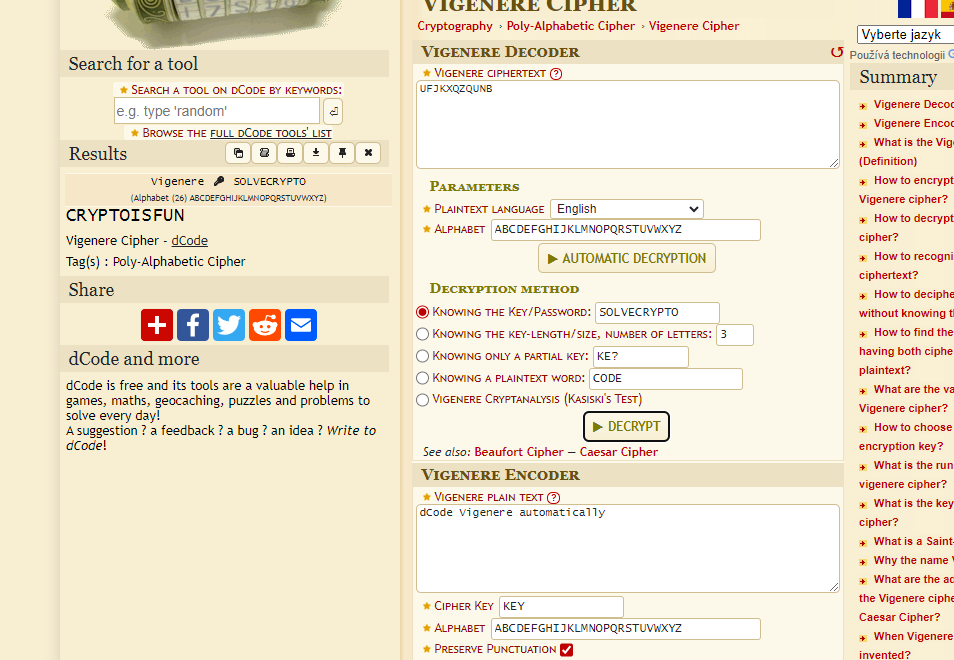 VIGENERE CIPHER
Cryptography › Poly-Alphabetic Cipher › Vigenere Cipher
Search for a tool
★ SEARCH A TOOL ON DCODE BY KEYWORDS:
e.g. type 'random'
★ BROWSE THE FULL DCODE TOOLS' LIST
Results
Vigenere SOLVECRYPTO
(Alphabet (26) ABCDEFGHIJKLMNOPQRSTUVWXYZ)
CRYPTOISFUN
Vigenere Cipher - dCode
Tag(s) : Poly-Alphabetic Cipher
Share
dCode and more
dCode is free and its tools are a valuable help in
games, maths, geocaching, puzzles and problems to
solve every day!
A suggestion ? a feedback ? a bug ? an idea ? Write to
dCode!
VIGENERE DECODER
★ VIGENERE CIPHERTEXT ?
UFJKXQZQUNB
PARAMETERS
★ PLAINTEXT LANGUAGE English
★ ALPHABET ABCDEFGHIJKLMNOPQRSTUVWXYZ
▶ AUTOMATIC DECRYPTION
DECRYPTION METHOD
KNOWING THE KEY/PASSWORD: SOLVECRYPTO
KNOWING THE KEY-LENGTH/SIZE, NUMBER OF LETTERS: 3
KNOWING ONLY A PARTIAL KEY: KE?
KNOWING A PLAINTEXT WORD: CODE
VIGENERE CRYPTANALYSIS (KASISKI'S TEST)
▶ DECRYPT
See also: Beaufort Cipher — Caesar Cipher
VIGENERE ENCODER
★ VIGENERE PLAIN TEXT ?
dCode Vigenere automatically
★ CIPHER KEY KEY
★ ALPHABET ABCDEFGHIJKLMNOPQRSTUVWXYZ
★ PRESERVE PUNCTUATION
Vyberte jazyk
Používá technologii
Summary
Vigenere Deco
Vigenere Enco
What is the Vig
(Definition)
How to encrypt
Vigenere cipher?
How to decrypt
cipher?
How to recogni
ciphertext?
How to deciphe
without knowing th
How to find the
having both ciphe
plaintext?
What are the va
Vigenere cipher?
How to choose
encryption key?
What is the run
vigenere cipher?
What is the key
cipher?
What is a Saint-
Why the name V
What are the ad
the Vigenere ciphe
Caesar Cipher?
When Vigenere
invented?